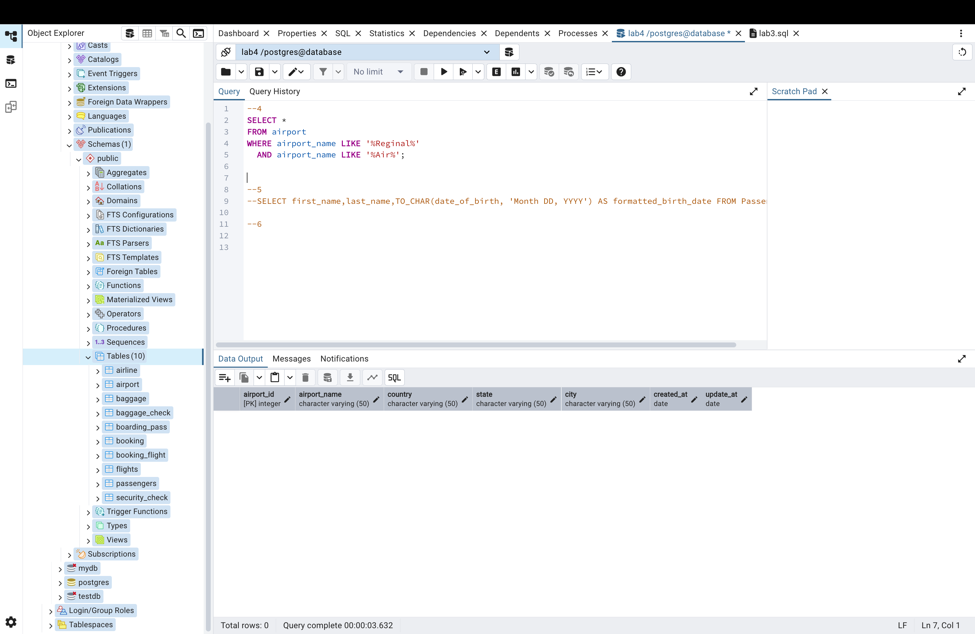 Object Explorer
Dashboard Properties SQL Statistics Dependencies Dependents Processes lab4 /postgres@database * lab3.sql
Casts
Catalogs
Event Triggers
Extensions
Foreign Data Wrappers
Languages
Publications
Schemas (1)
public
Aggregates
Collations
Domains
FTS Configurations
FTS Dictionaries
Aa FTS Parsers
FTS Templates
Foreign Tables
Functions
Materialized Views
Operators
Procedures
1..3 Sequences
Tables (10)
airline
airport
baggage
baggage_check
boarding_pass
booking
booking_flight
flights
passengers
security_check
Trigger Functions
Types
Views
Subscriptions
mydb
postgres
testdb
Login/Group Roles
Tablespaces
lab4 /postgres@database
No limit
E
Query Query History
Scratch Pad
1 --4
2 SELECT *
3 FROM airport
4 WHERE airport_name LIKE '%Reginal%'
5 AND airport_name LIKE '%Air%';
6
7
8 --5
9 --SELECT first_name,last_name,TO_CHAR(date_of_birth, 'Month DD, YYYY') AS formatted_birth_date FROM Passe
10
11 --6
12
13
Data Output Messages Notifications
SQL
airport_id airport_name country state city created_at update_at
[PK] integer character varying (50) character varying (50) character varying (50) character varying (50) date date
Total rows: 0 Query complete 00:00:03.632 LF Ln 7, Col 1